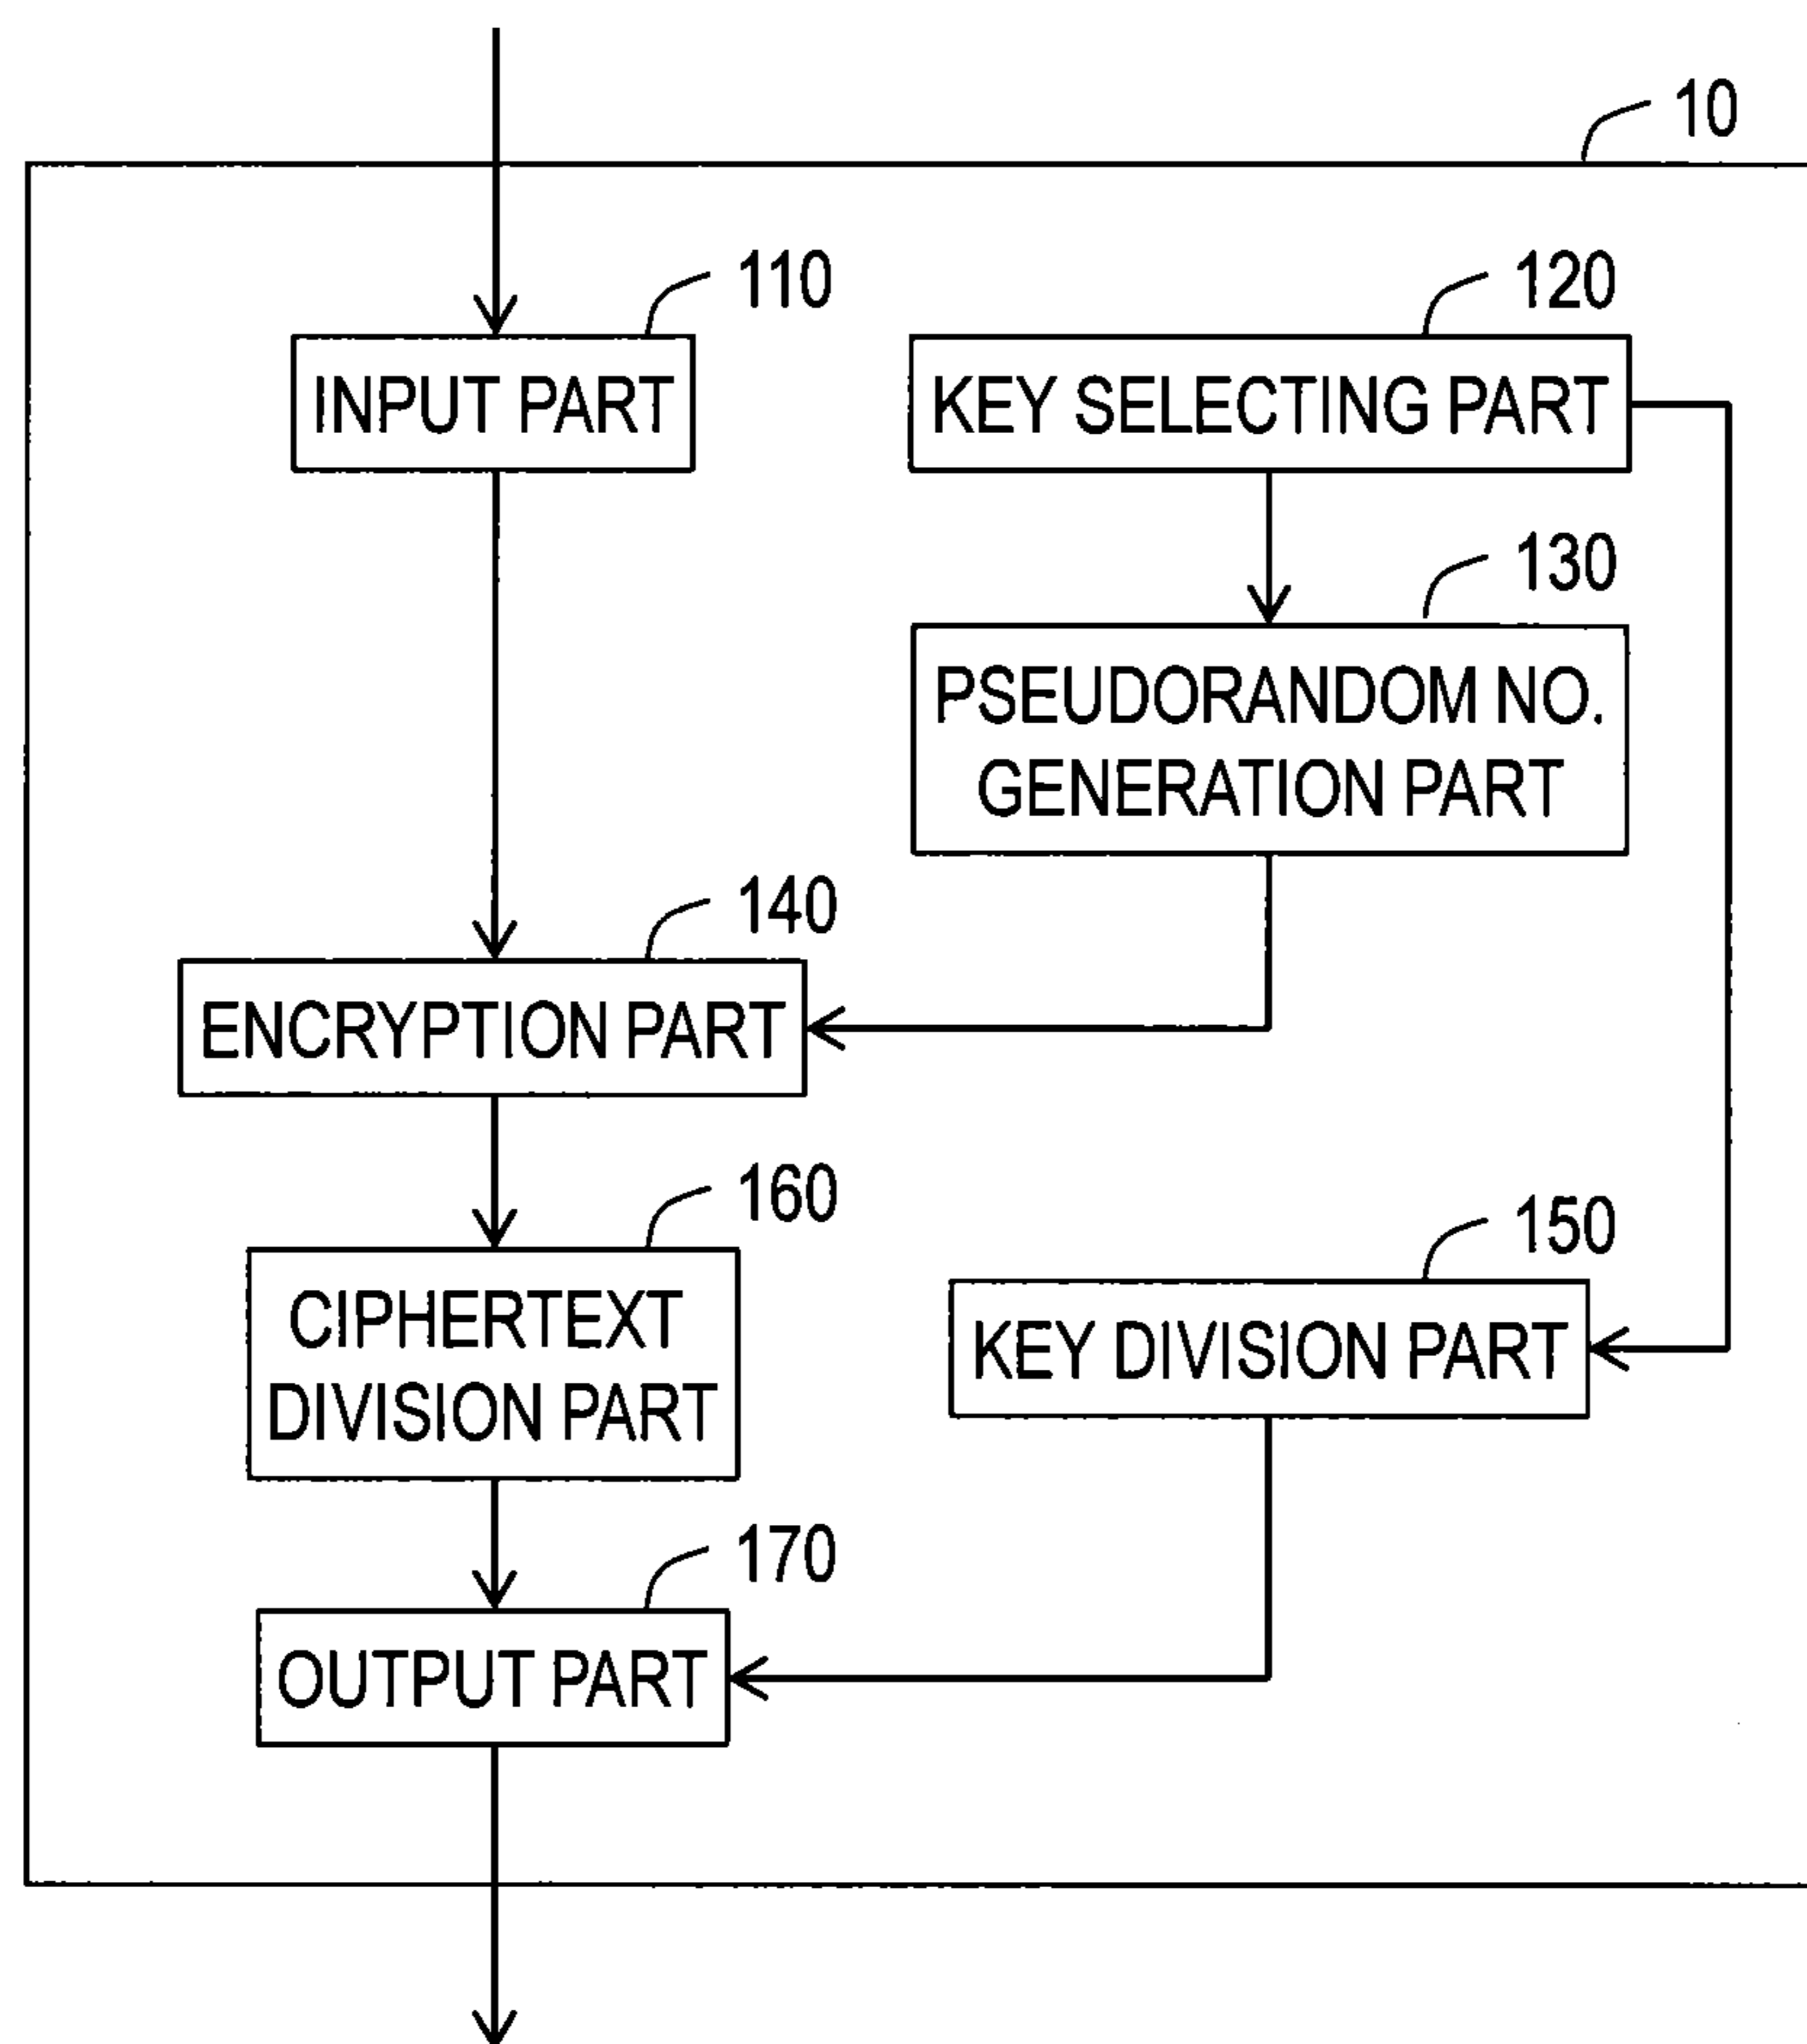 10
110
INPUT PART
120
KEY SELECTING PART
130
PSEUDORANDOM NO.
GENERATION PART
140
ENCRYPTION PART
160
CIPHERTEXT
DIVISION PART
150
KEY DIVISION PART
170
OUTPUT PART